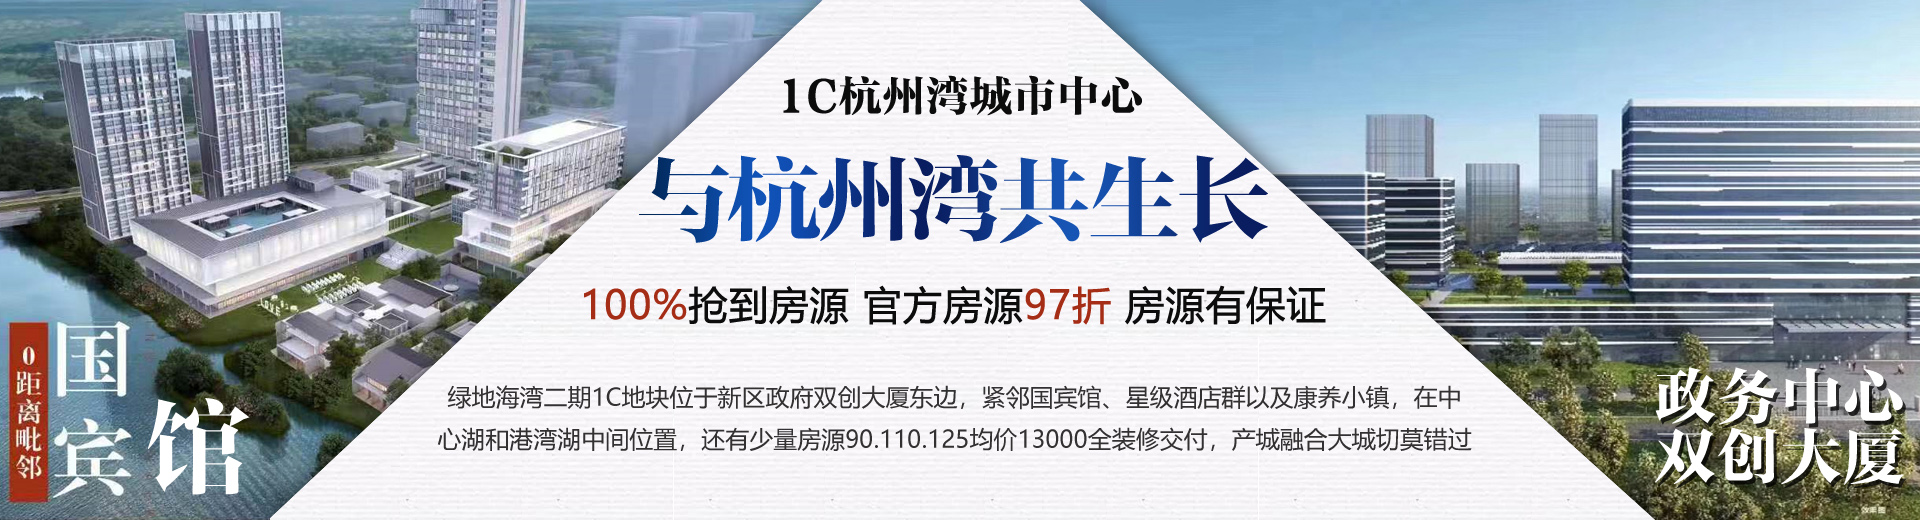 1C杭州湾城市中心
与杭州湾共生长
100%抢到房源 官方房源97折 房源有保证
绿地海湾二期1C地块位于新区政府双创大厦东边，紧邻国宾馆、星级酒店群以及康养小镇，在中
心湖和港湾湖中间位置，还有少量房源90.110.125均价13000全装修交付，产城融合大城切莫错过
0距离毗邻
国宾馆
政务中心
双创大厦
效果图